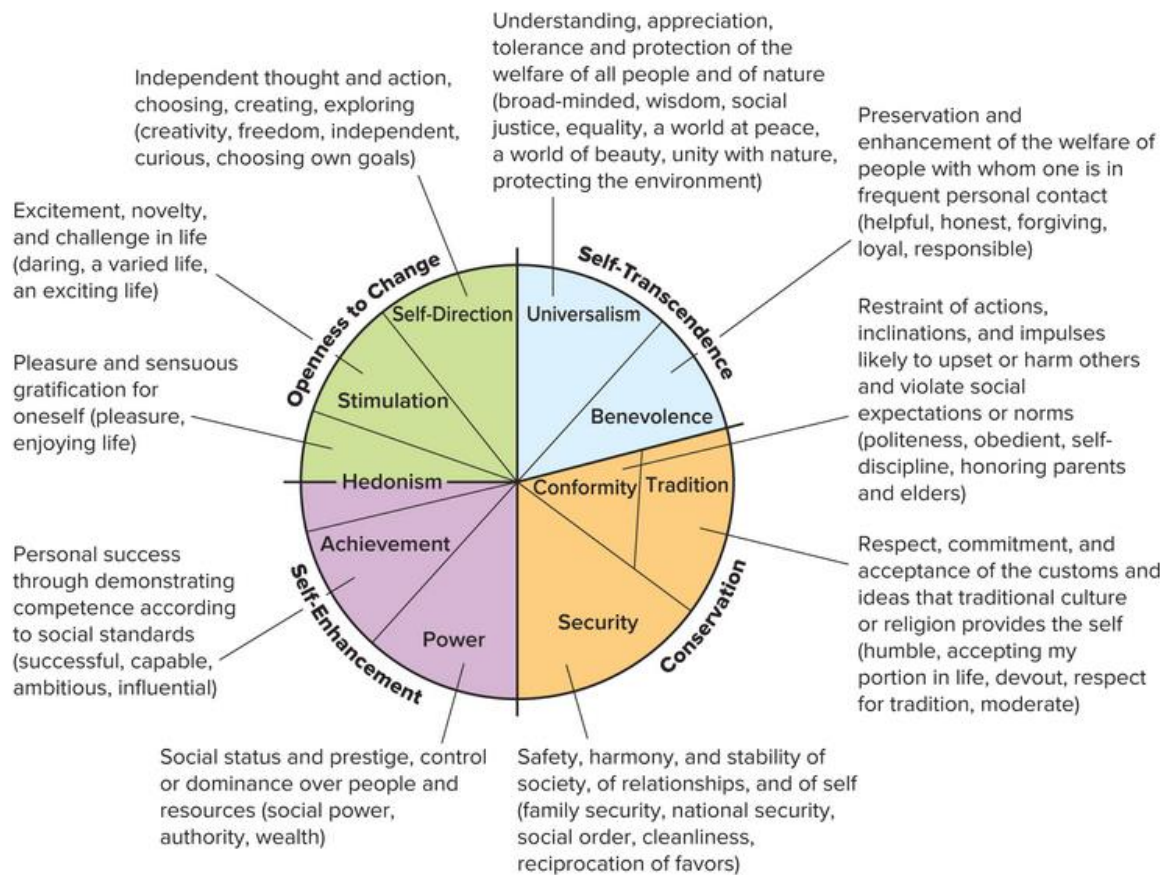 Understanding, appreciation,
tolerance and protection of the
welfare of all people and of nature
(broad-minded, wisdom, social
justice, equality, a world at peace,
a world of beauty, unity with nature,
protecting the environment)
Independent thought and action,
choosing, creating, exploring
(creativity, freedom, independent,
curious, choosing own goals)
Preservation and
enhancement of the welfare of
people with whom one is in
frequent personal contact
(helpful, honest, forgiving,
loyal, responsible)
Excitement, novelty,
and challenge in life
(daring, a varied life,
an exciting life)
Openness to Change
Self-Transcendence
Self-Direction
Universalism
Restraint of actions,
inclinations, and impulses
likely to upset or harm others
and violate social
expectations or norms
(politeness, obedient, self-
discipline, honoring parents
and elders)
Pleasure and sensuous
gratification for
oneself (pleasure,
enjoying life)
Stimulation
Benevolence
Hedonism
Conformity
Tradition
Achievement
Personal success
through demonstrating
competence according
to social standards
(successful, capable,
ambitious, influential)
Respect, commitment, and
acceptance of the customs and
ideas that traditional culture
or religion provides the self
(humble, accepting my
portion in life, devout, respect
for tradition, moderate)
Self-Enhancement
Power
Security
Conservation
Social status and prestige, control
or dominance over people and
resources (social power,
authority, wealth)
Safety, harmony, and stability of
society, of relationships, and of self
(family security, national security,
social order, cleanliness,
reciprocation of favors)